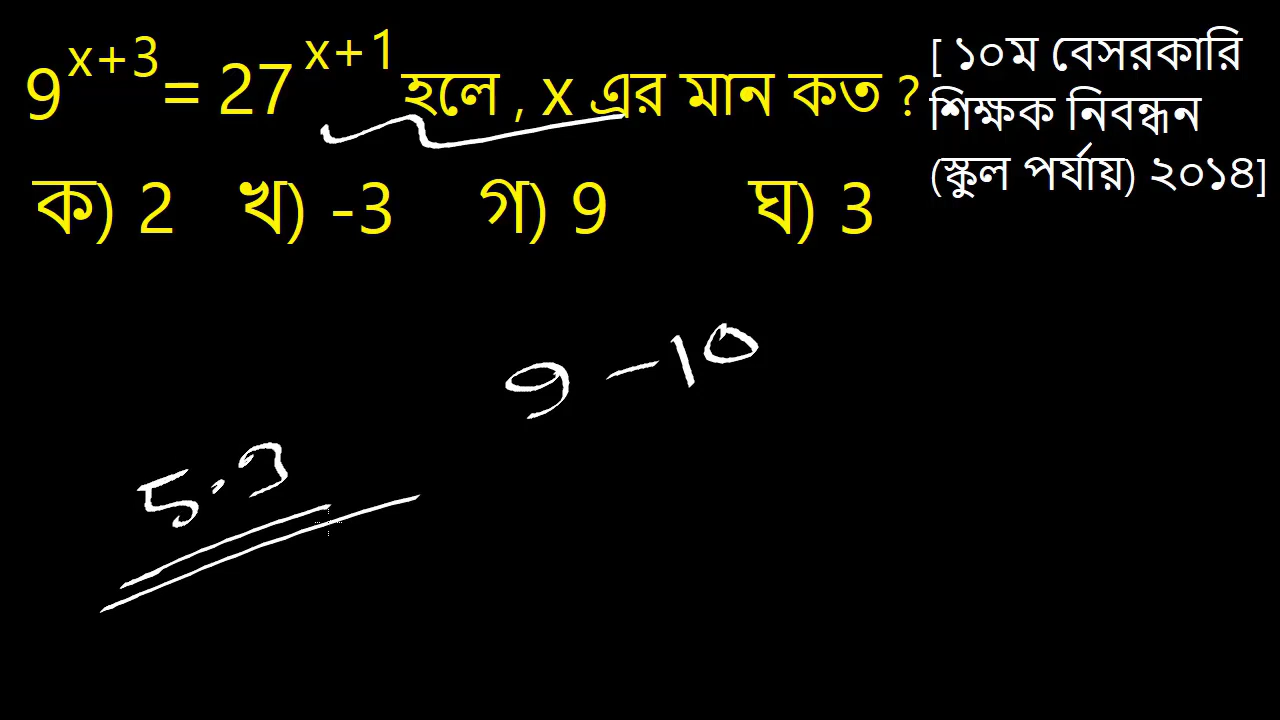 9^x+3 = 27^x+1 হলে , x এর মান কত ?
[ ১০ম বেসরকারি
শিক্ষক নিবন্ধন
(স্কুল পর্যায়) ২০১৪]
ক) 2 খ) -3 গ) 9 ঘ) 3
9 - 10
5.3